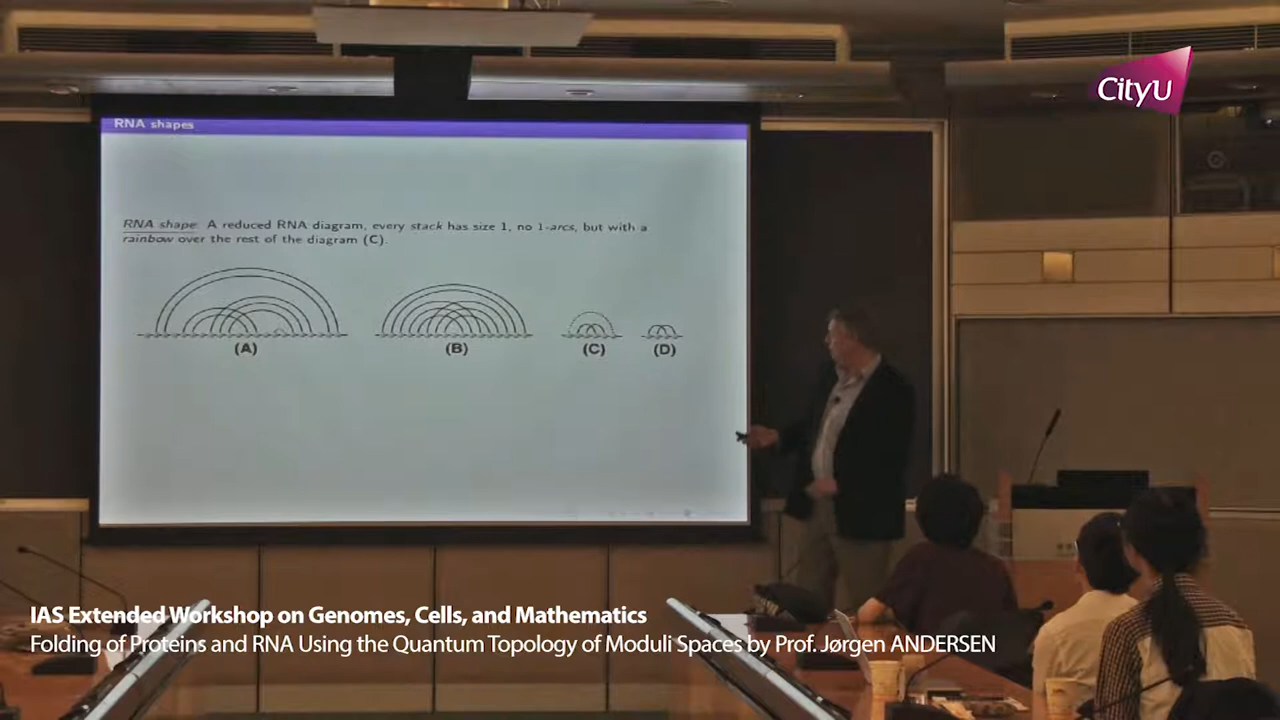 CityU
RNA shapes
RNA shape: A reduced RNA diagram, every stack has size 1, no 1-arcs, but with a
rainbow over the rest of the diagram (C).
(A) (B) (C) (D)
IAS Extended Workshop on Genomes, Cells, and Mathematics
Folding of Proteins and RNA Using the Quantum Topology of Moduli Spaces by Prof. Jørgen ANDERSEN